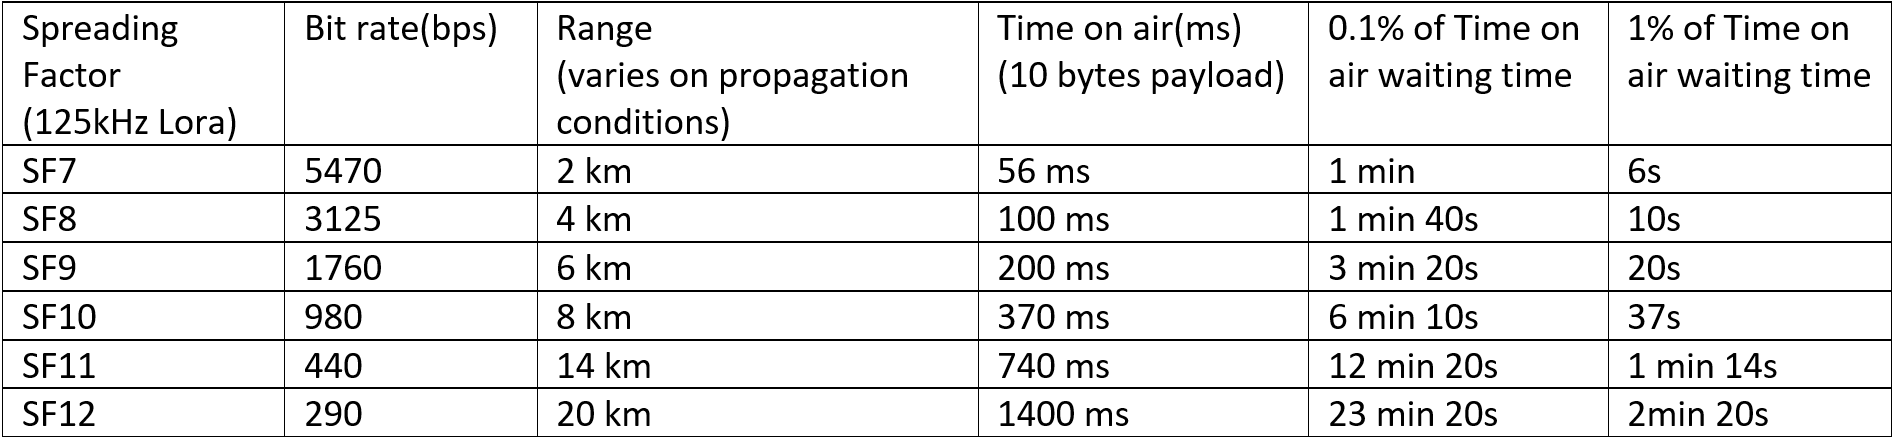 Spreading Factor (125kHz Lora) Bit rate(bps) Range (varies on propagation conditions) Time on air(ms) (10 bytes payload) 0.1% of Time on air waiting time 1% of Time on air waiting time
SF7 5470 2 km 56 ms 1 min 6s
SF8 3125 4 km 100 ms 1 min 40s 10s
SF9 1760 6 km 200 ms 3 min 20s 20s
SF10 980 8 km 370 ms 6 min 10s 37s
SF11 440 14 km 740 ms 12 min 20s 1 min 14s
SF12 290 20 km 1400 ms 23 min 20s 2min 20s